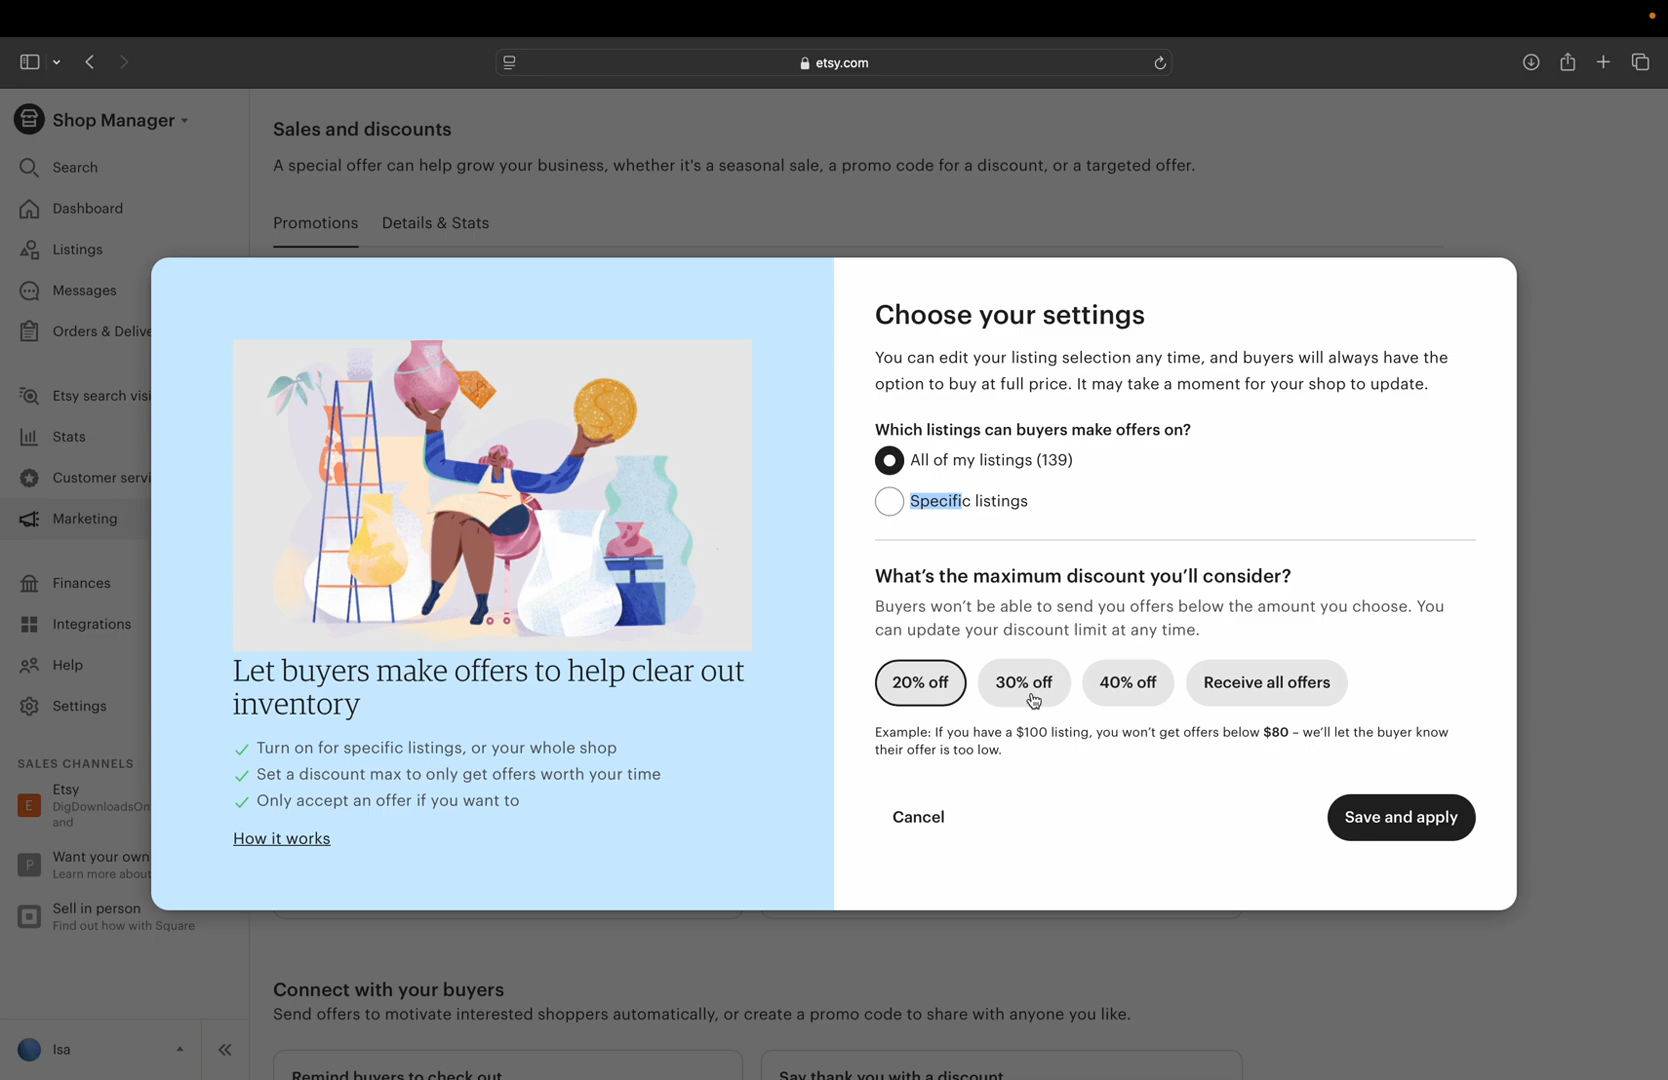 etsy.com
Shop Manager
Search
Dashboard
Listings
Messages
Orders & Delive
Etsy search visi
Stats
Customer servi
Marketing
Finances
Integrations
Help
Settings
SALES CHANNELS
E
Etsy
DigDownloadsOn
and
P
Want your own
Learn more about
Sell in person
Find out how with Square
Isa
Sales and discounts
A special offer can help grow your business, whether it's a seasonal sale, a promo code for a discount, or a targeted offer.
Promotions
Details & Stats
Let buyers make offers to help clear out
inventory
Turn on for specific listings, or your whole shop
Set a discount max to only get offers worth your time
Only accept an offer if you want to
How it works
Choose your settings
You can edit your listing selection any time, and buyers will always have the
option to buy at full price. It may take a moment for your shop to update.
Which listings can buyers make offers on?
All of my listings (139)
Specific listings
What's the maximum discount you'll consider?
Buyers won't be able to send you offers below the amount you choose. You
can update your discount limit at any time.
20% off
30% off
40% off
Receive all offers
Example: If you have a $100 listing, you won't get offers below $80 – we'll let the buyer know
their offer is too low.
Cancel
Save and apply
Connect with your buyers
Send offers to motivate interested shoppers automatically, or create a promo code to share with anyone you like.
Remind buyers to check out
Say thank you with a discount